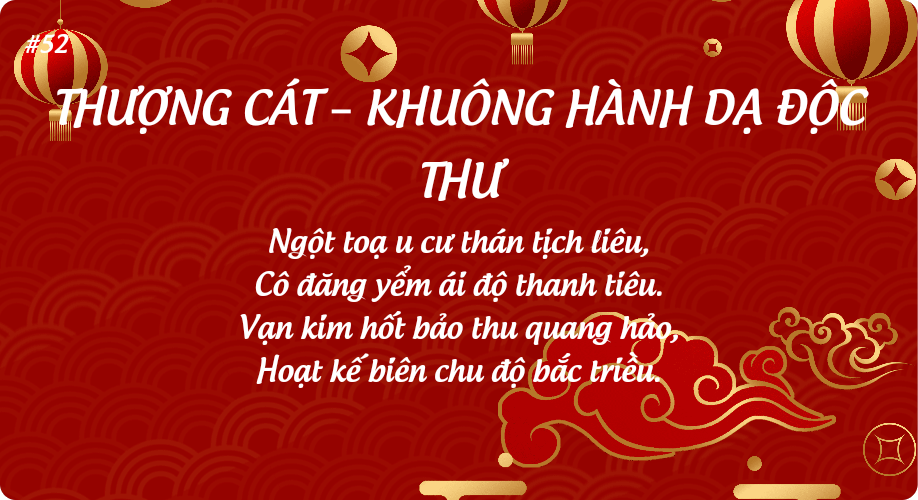 #52
THƯỢNG CÁT – KHUÔNG HÀNH DẠ ĐỘC
THƯ
Ngột toạ u cư thán tịch liêu,
Cô đăng yểm ái độ thanh tiêu.
Vạn kim hốt bảo thu quang hảo,
Hoạt kế biên chu độ bắc triều.